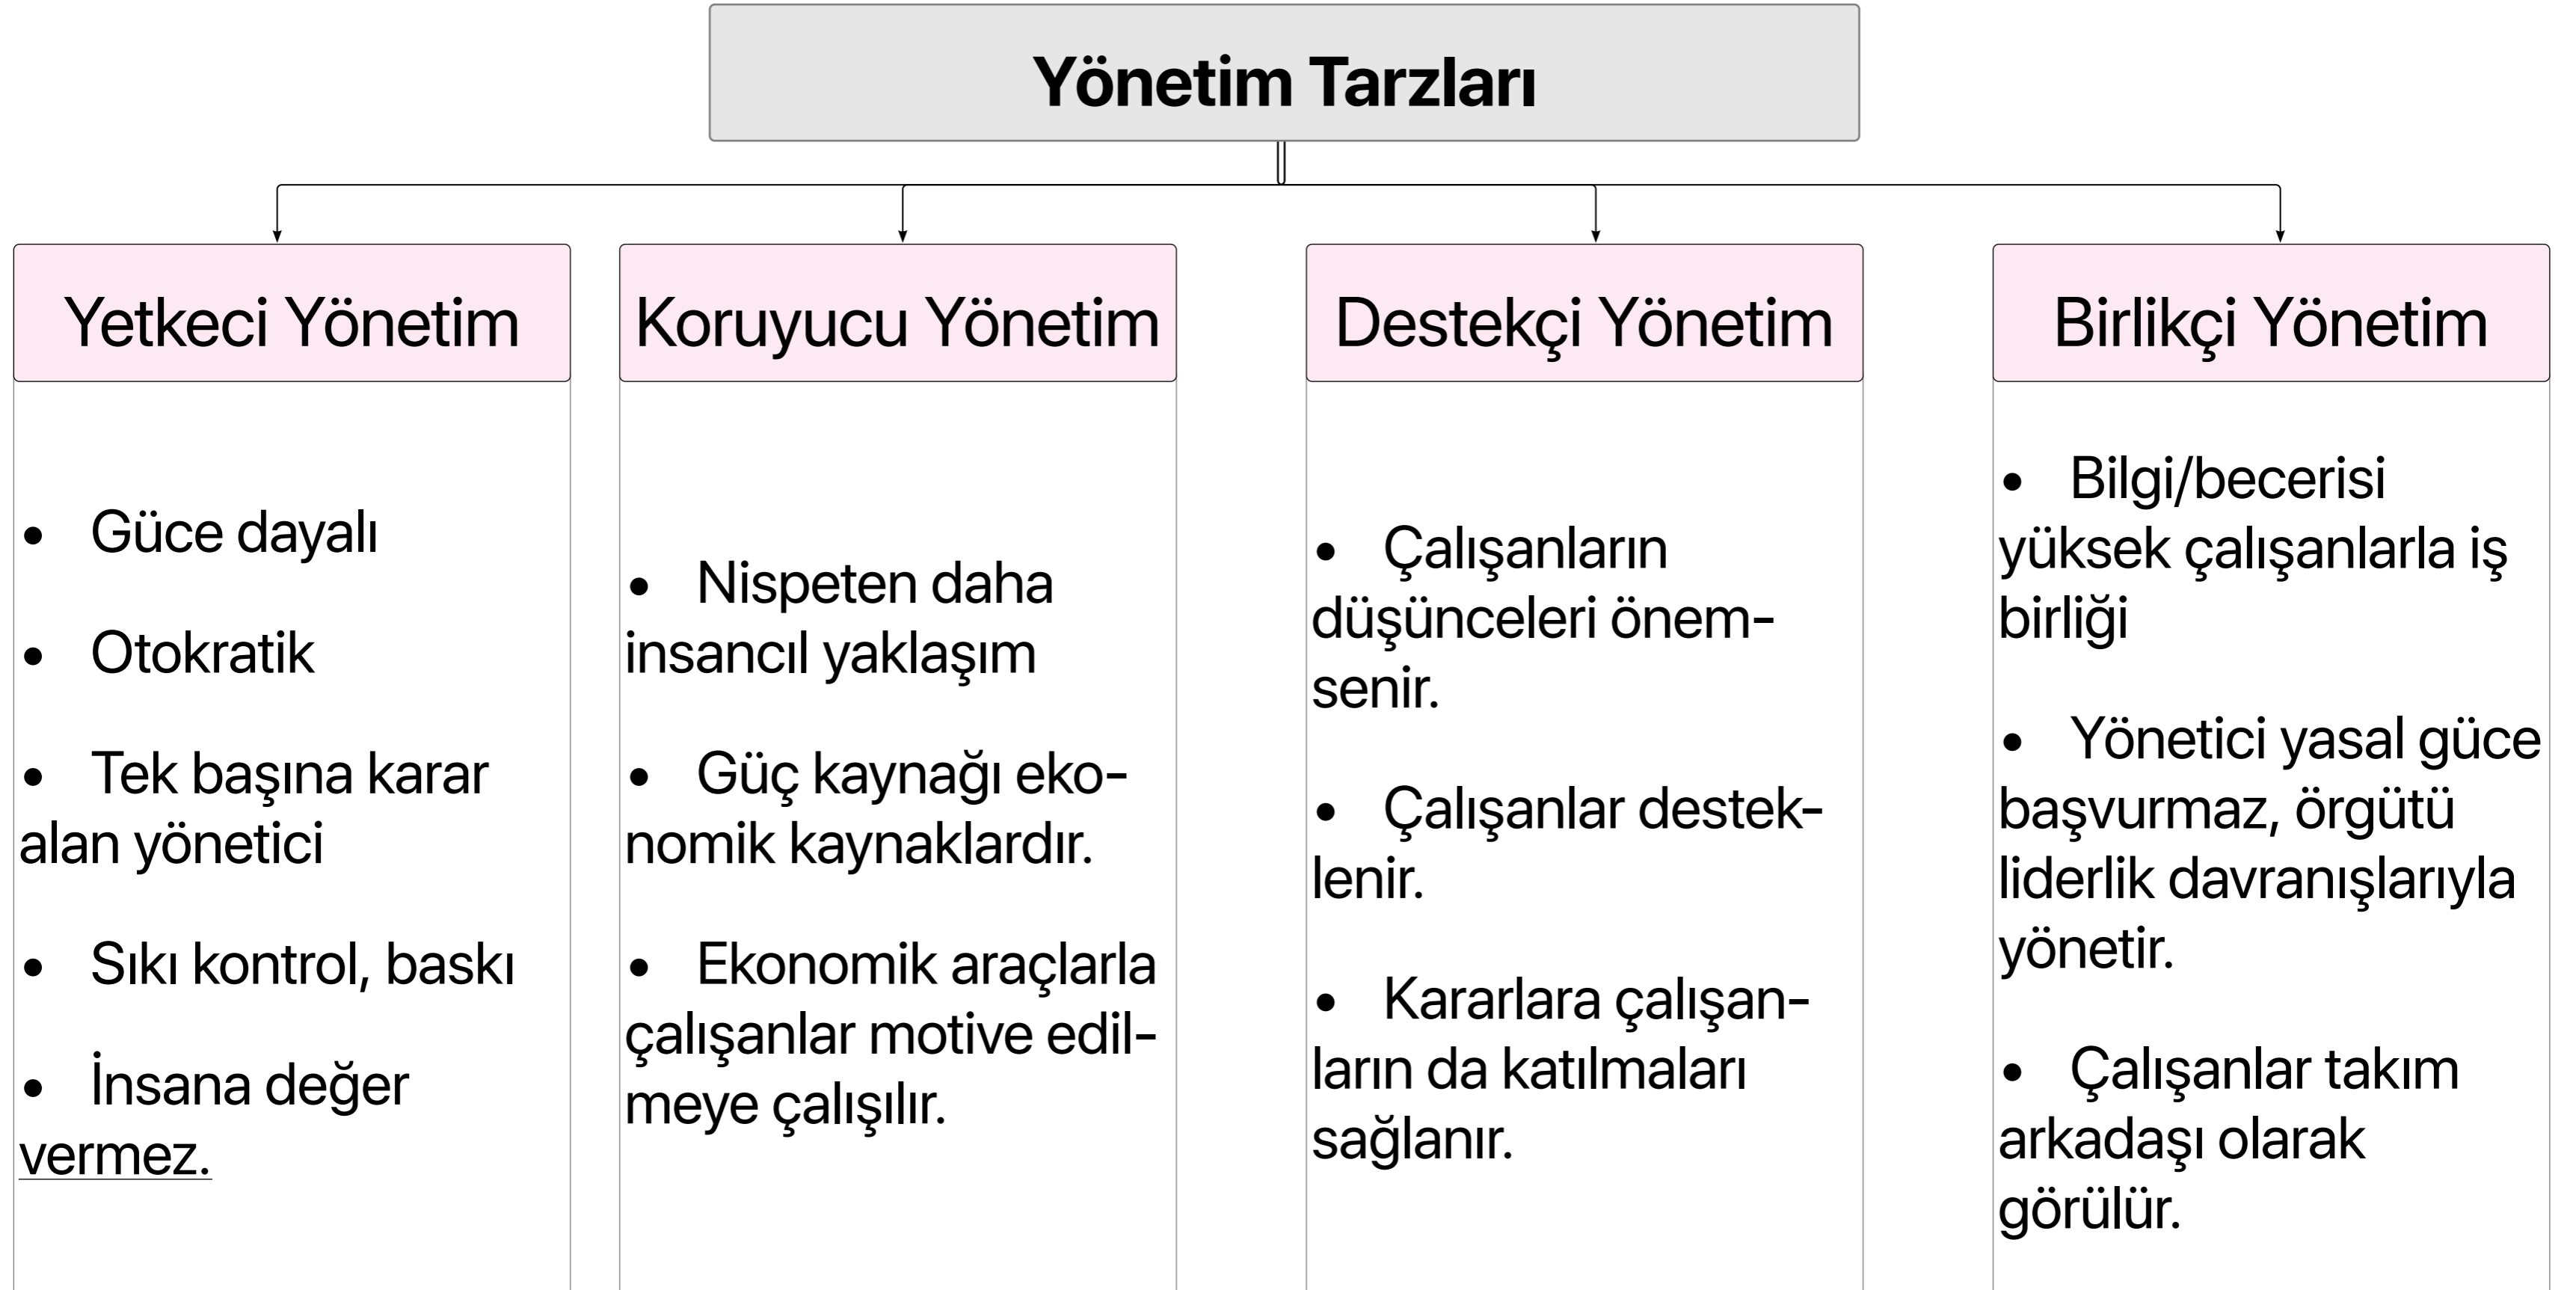 Yönetim Tarzları
Yetkeci Yönetim
• Güce dayalı
• Otokratik
• Tek başına karar
alan yönetici
• Sıkı kontrol, baskı
• İnsana değer
vermez.
Koruyucu Yönetim
• Nispeten daha
insancıl yaklaşım
• Güç kaynağı eko-
nomik kaynaklardır.
• Ekonomik araçlarla
çalışanlar motive edil-
meye çalışılır.
Destekçi Yönetim
• Çalışanların
düşünceleri önem-
senir.
• Çalışanlar destek-
lenir.
• Kararlara çalışan-
ların da katılmaları
sağlanır.
Birlikçi Yönetim
• Bilgi/becerisi
yüksek çalışanlarla iş
birliği
• Yönetici yasal güce
başvurmaz, örgütü
liderlik davranışlarıyla
yönetir.
• Çalışanlar takım
arkadaşı olarak
görülür.